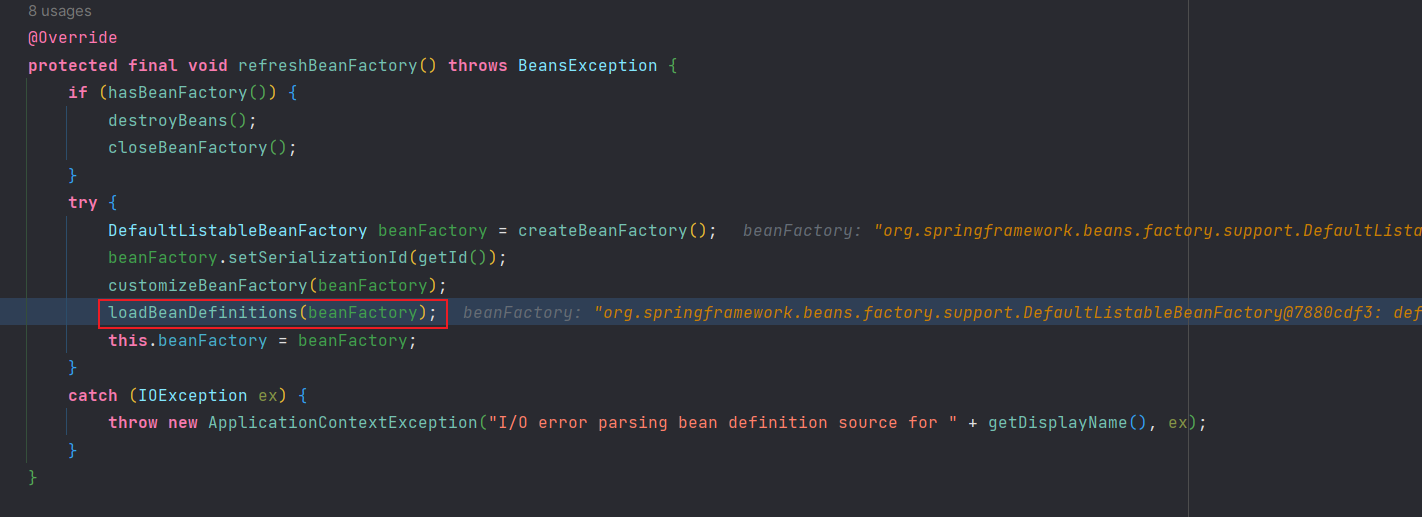 8 usages
@Override
protected final void refreshBeanFactory() throws BeansException {
    if (hasBeanFactory()) {
        destroyBeans();
        closeBeanFactory();
    }
    try {
        DefaultListableBeanFactory beanFactory = createBeanFactory();   beanFactory: "org.springframework.beans.factory.support.DefaultLista
        beanFactory.setSerializationId(getId());
        customizeBeanFactory(beanFactory);
        loadBeanDefinitions(beanFactory);   beanFactory: "org.springframework.beans.factory.support.DefaultListableBeanFactory@7880cdf3: def
        this.beanFactory = beanFactory;
    }
    catch (IOException ex) {
        throw new ApplicationContextException("I/O error parsing bean definition source for " + getDisplayName(), ex);
    }
}